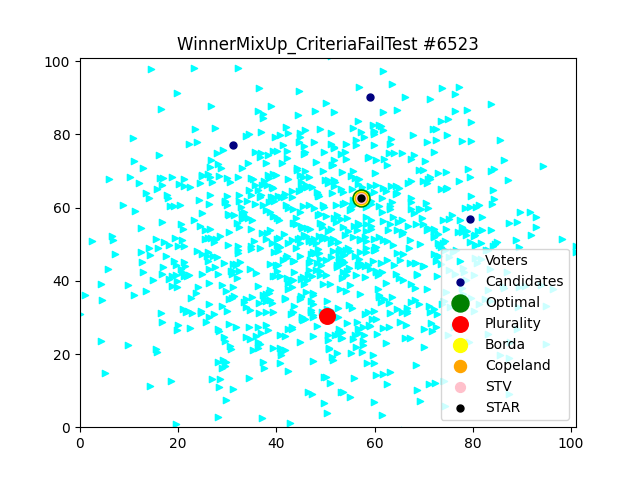 WinnerMixUp_CriteriaFailTest #6523
100
80
60
40
20
0
0 20 40 60 80 100
Voters
Candidates
Optimal
Plurality
Borda
Copeland
STV
STAR